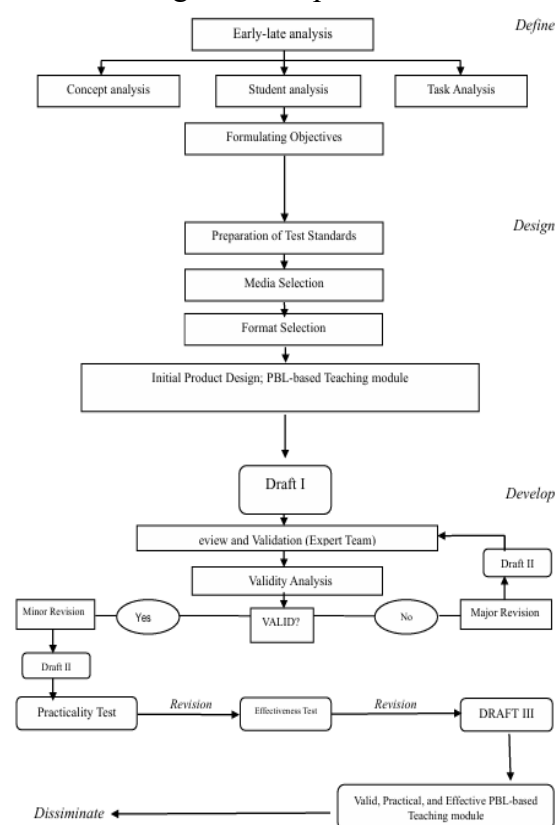 Define
Early-late analysis
Concept analysis
Student analysis
Task Analysis
Formulating Objectives
Preparation of Test Standards
Design
Media Selection
Format Selection
Initial Product Design; PBL-based Teaching module
Draft I
Develop
eview and Validation (Expert Team)
Draft II
Validity Analysis
Minor Revision
Yes
VALID?
No
Major Revision
Draft II
Practicality Test
Revision
Effectiveness Test
Revision
DRAFT III
Valid, Practical, and Effective PBL-based
Teaching module
Dissiminate